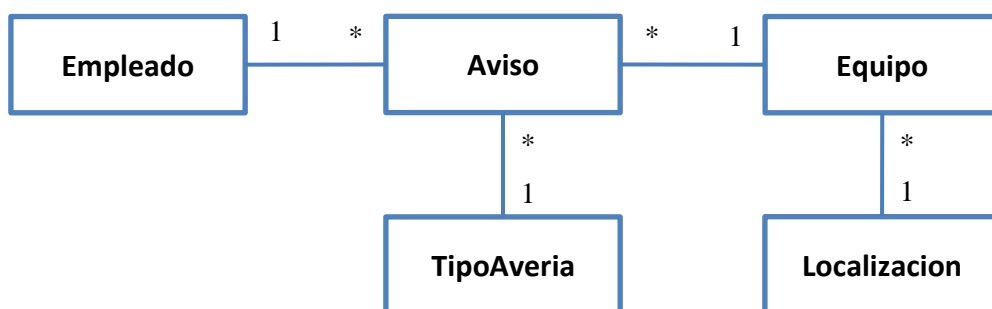 1 * * 1
Empleado Aviso Equipo
* *
1 1
TipoAveria Localizacion